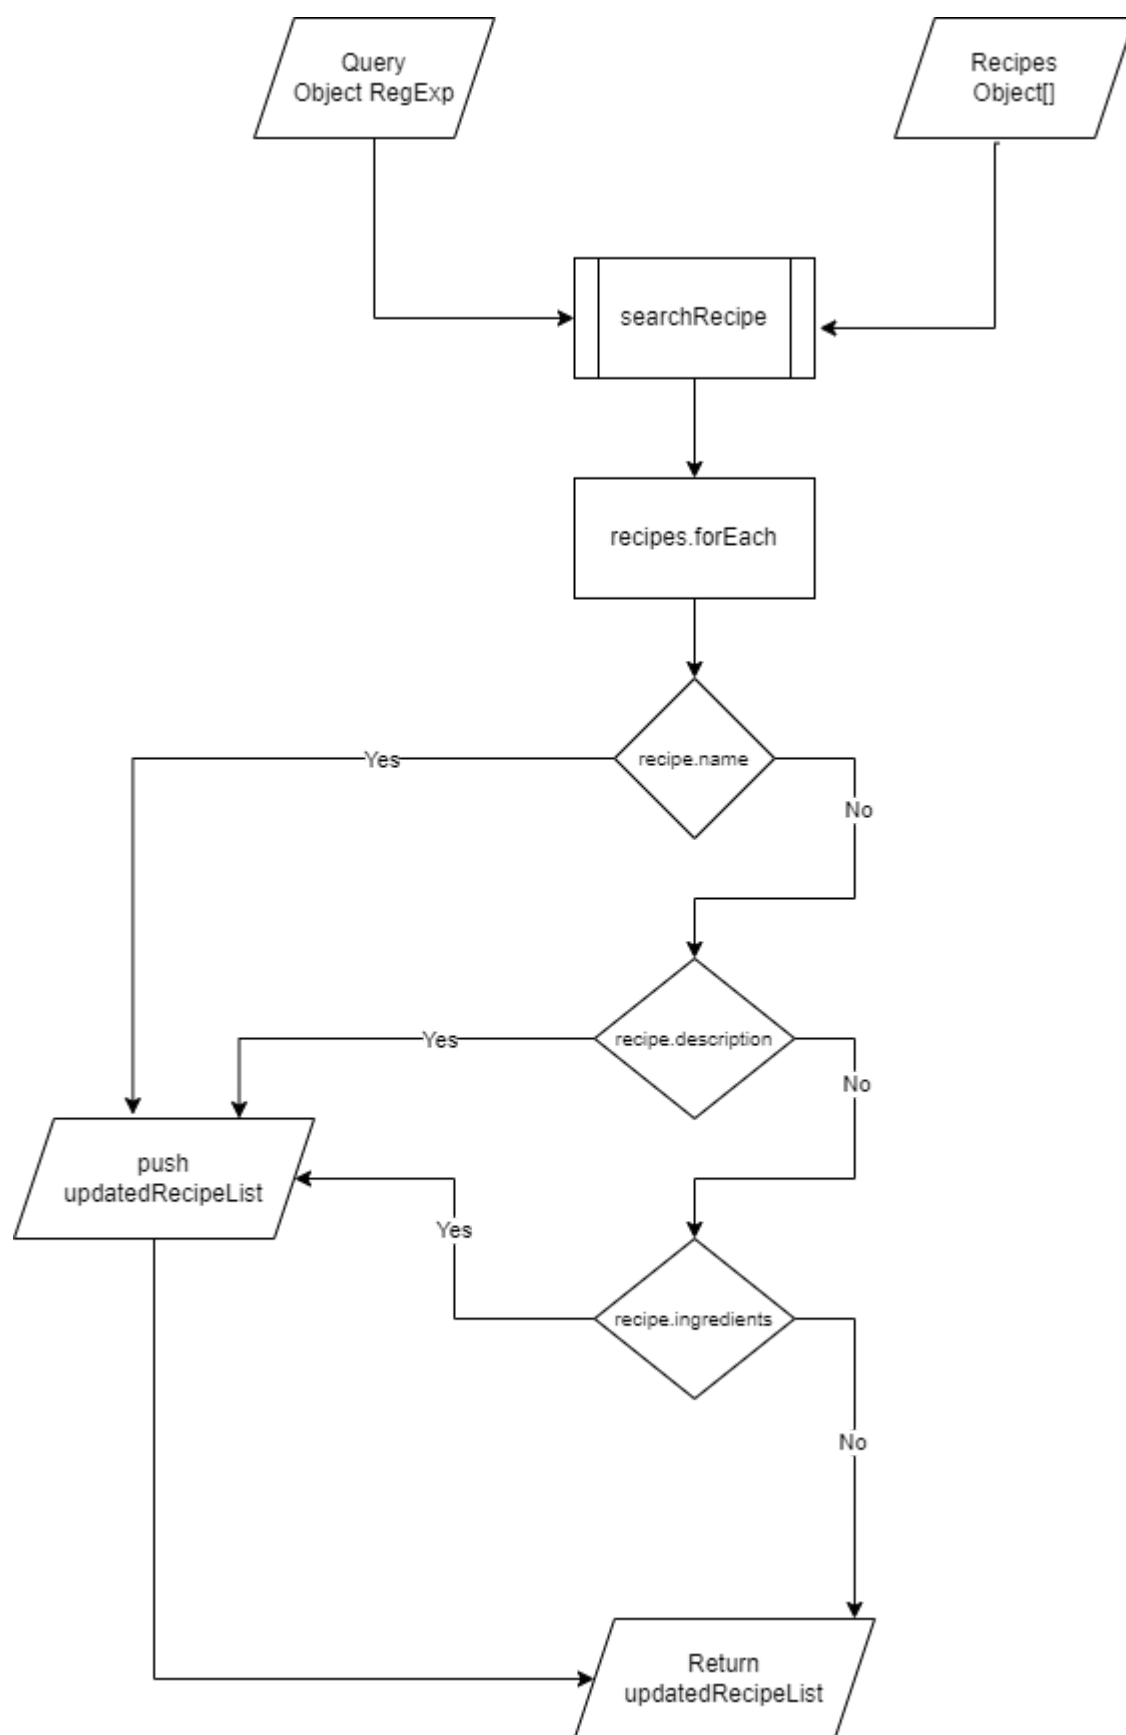 Query
Object RegExp
Recipes
Object[]
searchRecipe
recipes.forEach
recipe.name
Yes
No
recipe.description
Yes
No
push
updatedRecipeList
Yes
recipe.ingredients
No
Return
updatedRecipeList